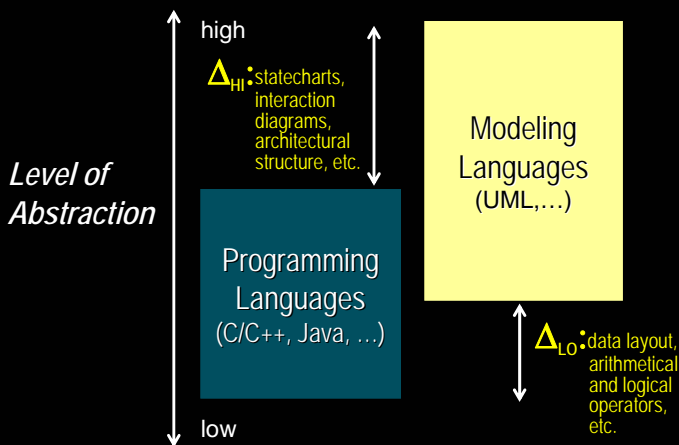 high
ΔHI: statecharts,
interaction
diagrams,
architectural
structure, etc.
Modeling
Languages
(UML,...)
Level of
Abstraction
Programming
Languages
(C/C++, Java, ...)
ΔLO: data layout,
arithmetical
and logical
operators,
etc.
low